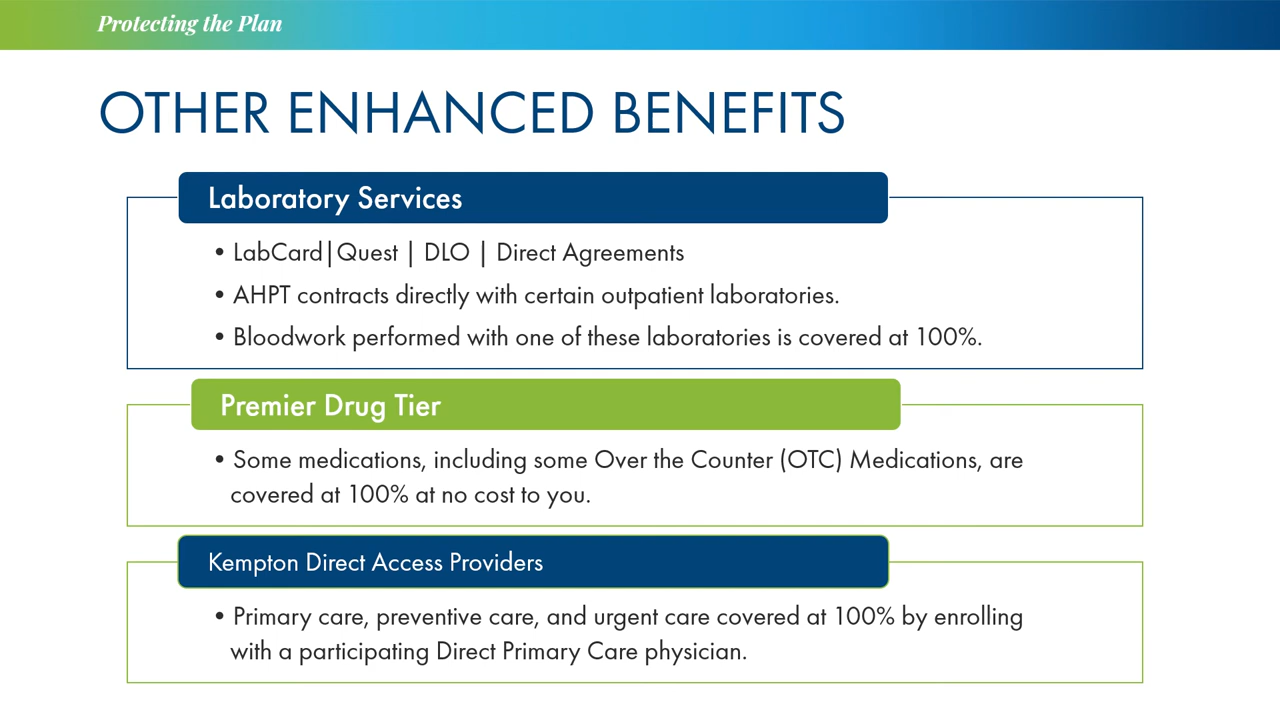 Protecting the Plan
OTHER ENHANCED BENEFITS
Laboratory Services
• LabCard|Quest | DLO | Direct Agreements
• AHPT contracts directly with certain outpatient laboratories.
• Bloodwork performed with one of these laboratories is covered at 100%.
Premier Drug Tier
• Some medications, including some Over the Counter (OTC) Medications, are
covered at 100% at no cost to you.
Kempton Direct Access Providers
• Primary care, preventive care, and urgent care covered at 100% by enrolling
with a participating Direct Primary Care physician.